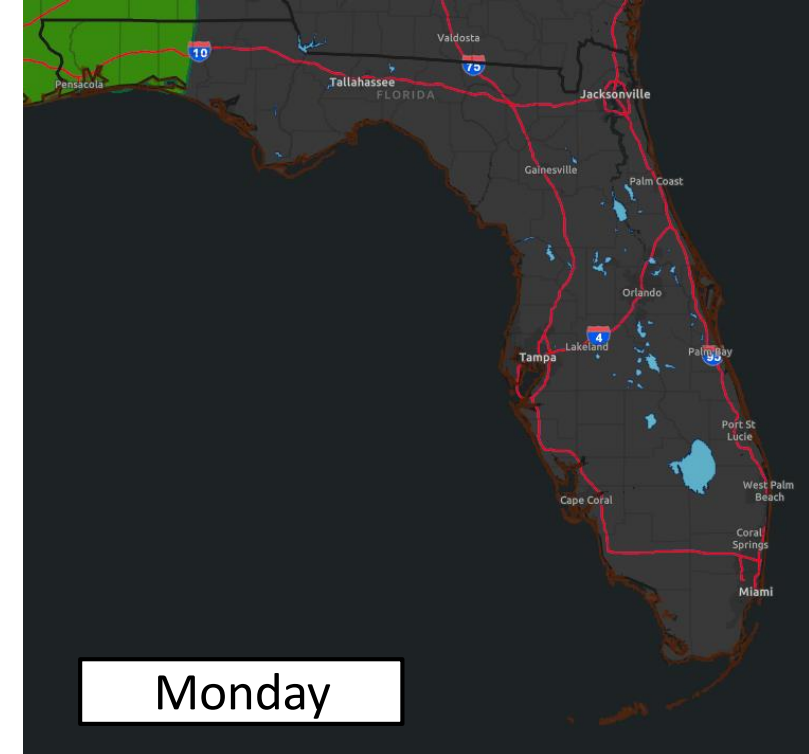 Valdosta
10
75
Pensacola
Tallahassee
FLORIDA
Jacksonville
Gainesville
Palm Coast
Orlando
4
Lakeland
Palm Bay
95
Tampa
Port St
Lucie
West Palm
Beach
Cape Coral
Coral
Springs
Miami
Monday